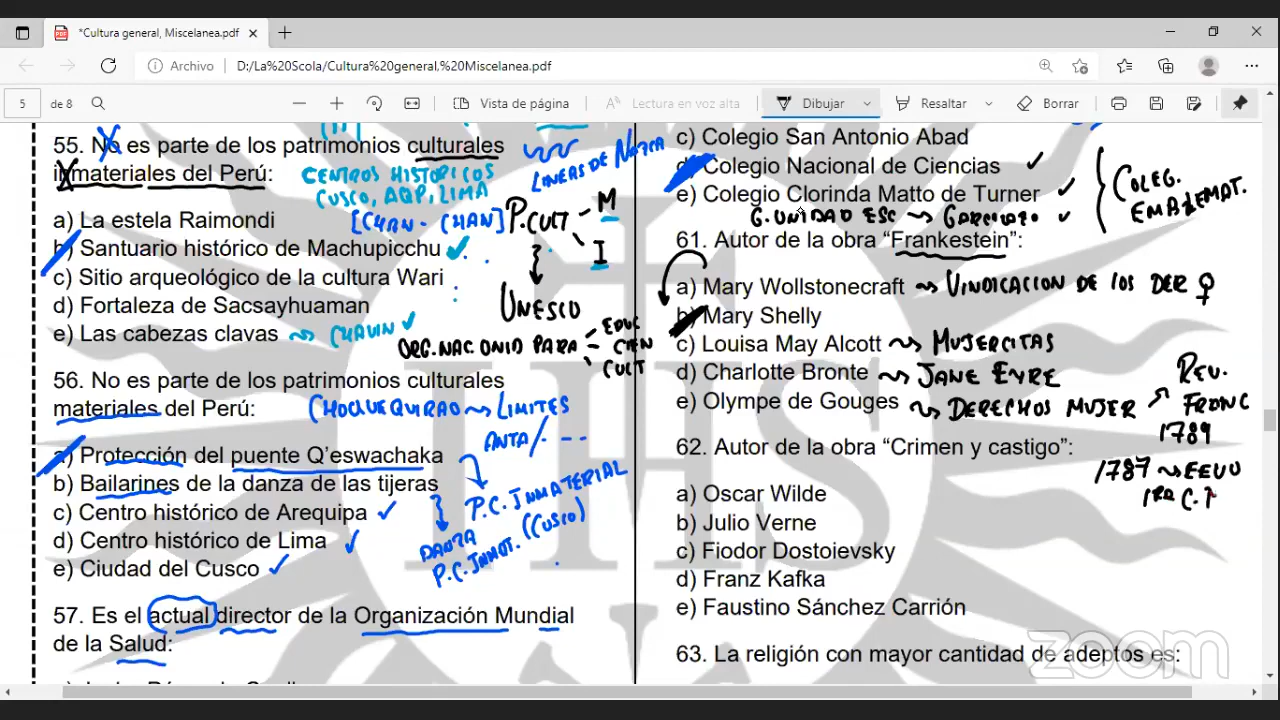 *Cultura general, Miscelanea.pdf
Archivo D:/La%20Scola/Cultura%20general,%20Miscelanea.pdf
5 de 8 Vista de página Lectura en voz alta Dibujar Resaltar Borrar
55. No es parte de los patrimonios culturales
inmateriales del Perú:
LINEAS DE NAZCA
CENTROS HISTÓRICOS
CUSCO, AQP, LIMA
[CHAN-CHAN]
a) La estela Raimondi
b) Santuario histórico de Machupicchu
c) Sitio arqueológico de la cultura Wari
d) Fortaleza de Sacsayhuaman
e) Las cabezas clavas CHAVIN
P.CULT M
I
UNESCO
ORG.NAC.UNID PARA EDUC
CIEN
CULT
56. No es parte de los patrimonios culturales
materiales del Perú:
CHOQUEQUIRAO LIMITES
ANTA/ ---
a) Protección del puente Q'eswachaka
b) Bailarines de la danza de las tijeras
c) Centro histórico de Arequipa
d) Centro histórico de Lima
e) Ciudad del Cusco
P.C. INMATERIAL
(CUSCO)
DANZA
P.C. INMAT.
57. Es el actual director de la Organización Mundial
de la Salud:
c) Colegio San Antonio Abad
d) Colegio Nacional de Ciencias
e) Colegio Clorinda Matto de Turner
G.UNIDAD ESC GARCILAZO
COLEG.
EMBLEMAT.
61. Autor de la obra “Frankestein”:
a) Mary Wollstonecraft VINDICACION DE LOS DER ♀
b) Mary Shelly
c) Louisa May Alcott MUJERCITAS
d) Charlotte Bronte JANE EYRE
e) Olympe de Gouges DERECHOS MUJER
REV.
FRANC
1789
1787 EEUU
1RA C.P
62. Autor de la obra “Crimen y castigo”:
a) Oscar Wilde
b) Julio Verne
c) Fiodor Dostoievsky
d) Franz Kafka
e) Faustino Sánchez Carrión
63. La religión con mayor cantidad de adeptos es:
zoom